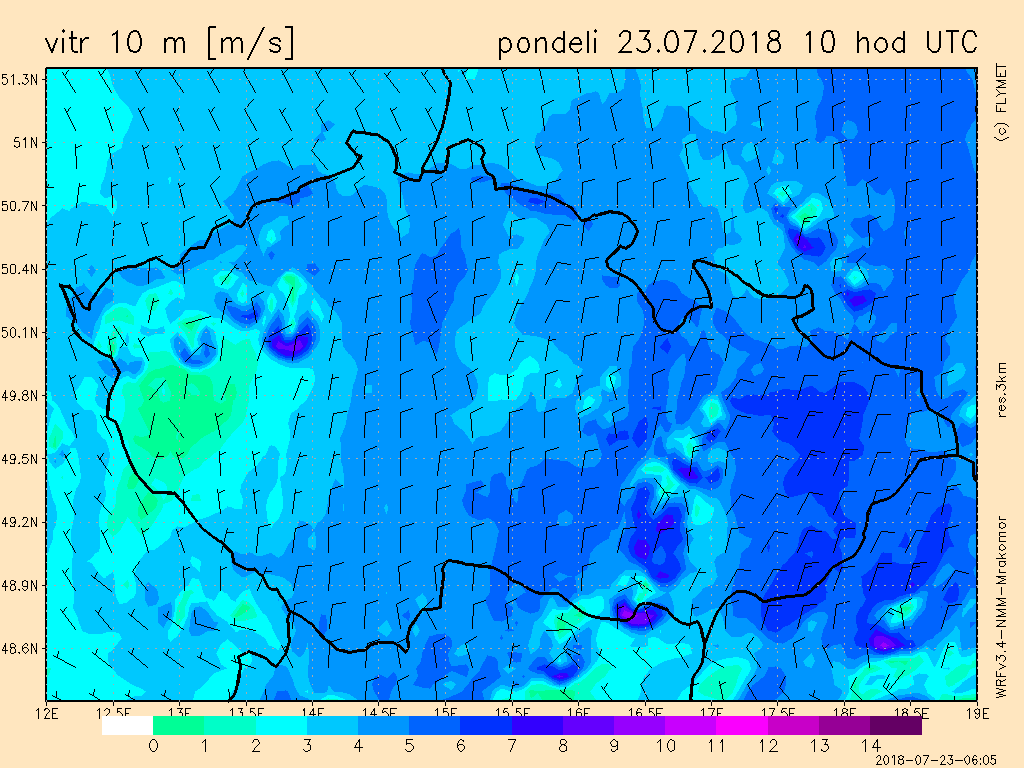 vitr 10 m [m/s]
pondeli 23.07.2018 10 hod UTC
(c) FLYMET
51.3N
51N
50.7N
50.4N
50.1N
49.8N
49.5N
49.2N
48.9N
48.6N
res.3km
WRFv3.4-NMM-Mrakomor
12E 12.5E 13E 13.5E 14E 14.5E 15E 15.5E 16E 16.5E 17E 17.5E 18E 18.5E 19E
0 1 2 3 4 5 6 7 8 9 10 11 12 13 14
2018-07-23-06:05